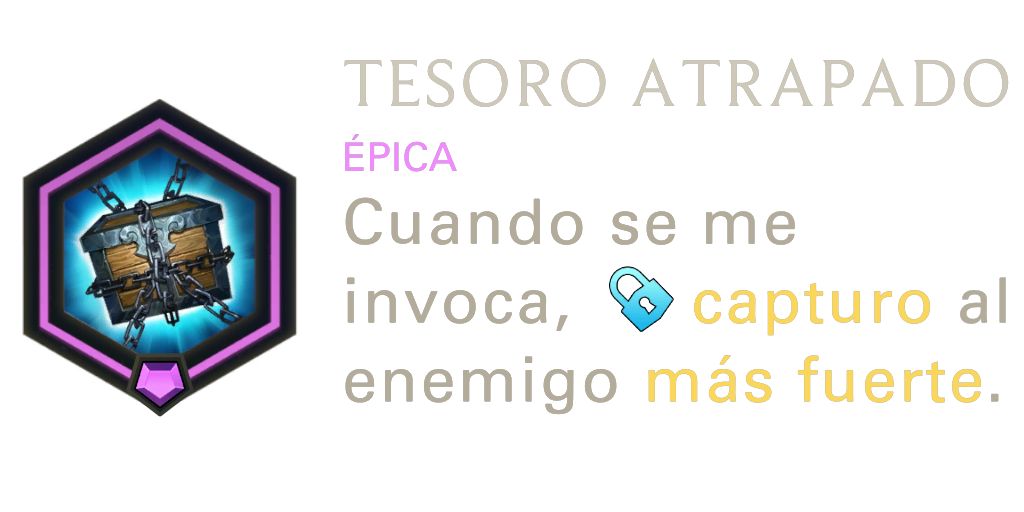 TESORO ATRAPADO
ÉPICA
Cuando se me
invoca, capturo al
enemigo más fuerte.